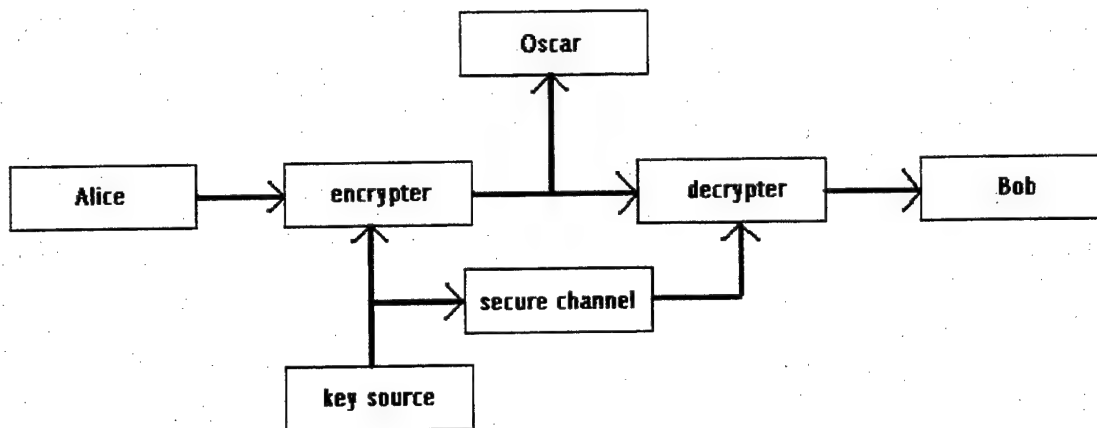 Oscar
Alice
encrypter
decrypter
Bob
secure channel
key source